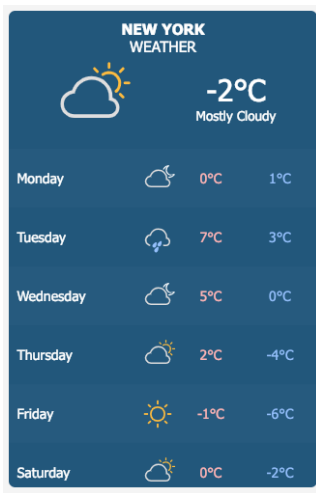 NEW YORK
WEATHER
-2°C
Mostly Cloudy
Monday 0°C 1°C
Tuesday 7°C 3°C
Wednesday 5°C 0°C
Thursday 2°C -4°C
Friday -1°C -6°C
Saturday 0°C -2°C